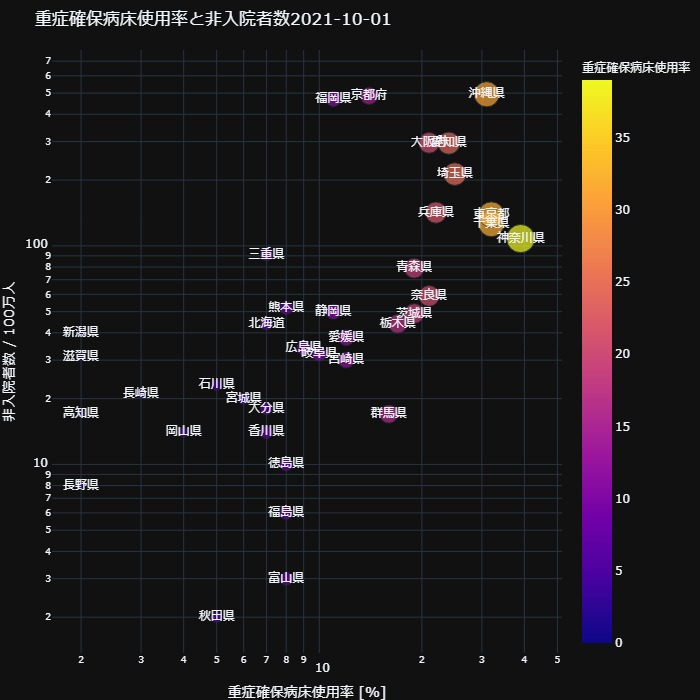 重症確保病床使用率と非入院者数2021-10-01
重症確保病床使用率
7
6
5
4
3
2
100
9
8
7
6
5
4
3
2
10
9
8
7
6
5
4
3
2
非入院者数 / 100万人
福岡県
京都府
沖縄県
大阪府
愛知県
埼玉県
兵庫県
東京都
千葉県
神奈川県
三重県
青森県
奈良県
熊本県
静岡県
茨城県
北海道
栃木県
新潟県
愛媛県
広島県
岐阜県
宮崎県
滋賀県
石川県
長崎県
宮城県
大分県
高知県
群馬県
岡山県
香川県
徳島県
長野県
福島県
富山県
秋田県
35
30
25
20
15
10
5
0
2
3
4
5
6
7
8
9
10
2
3
4
5
重症確保病床使用率 [%]